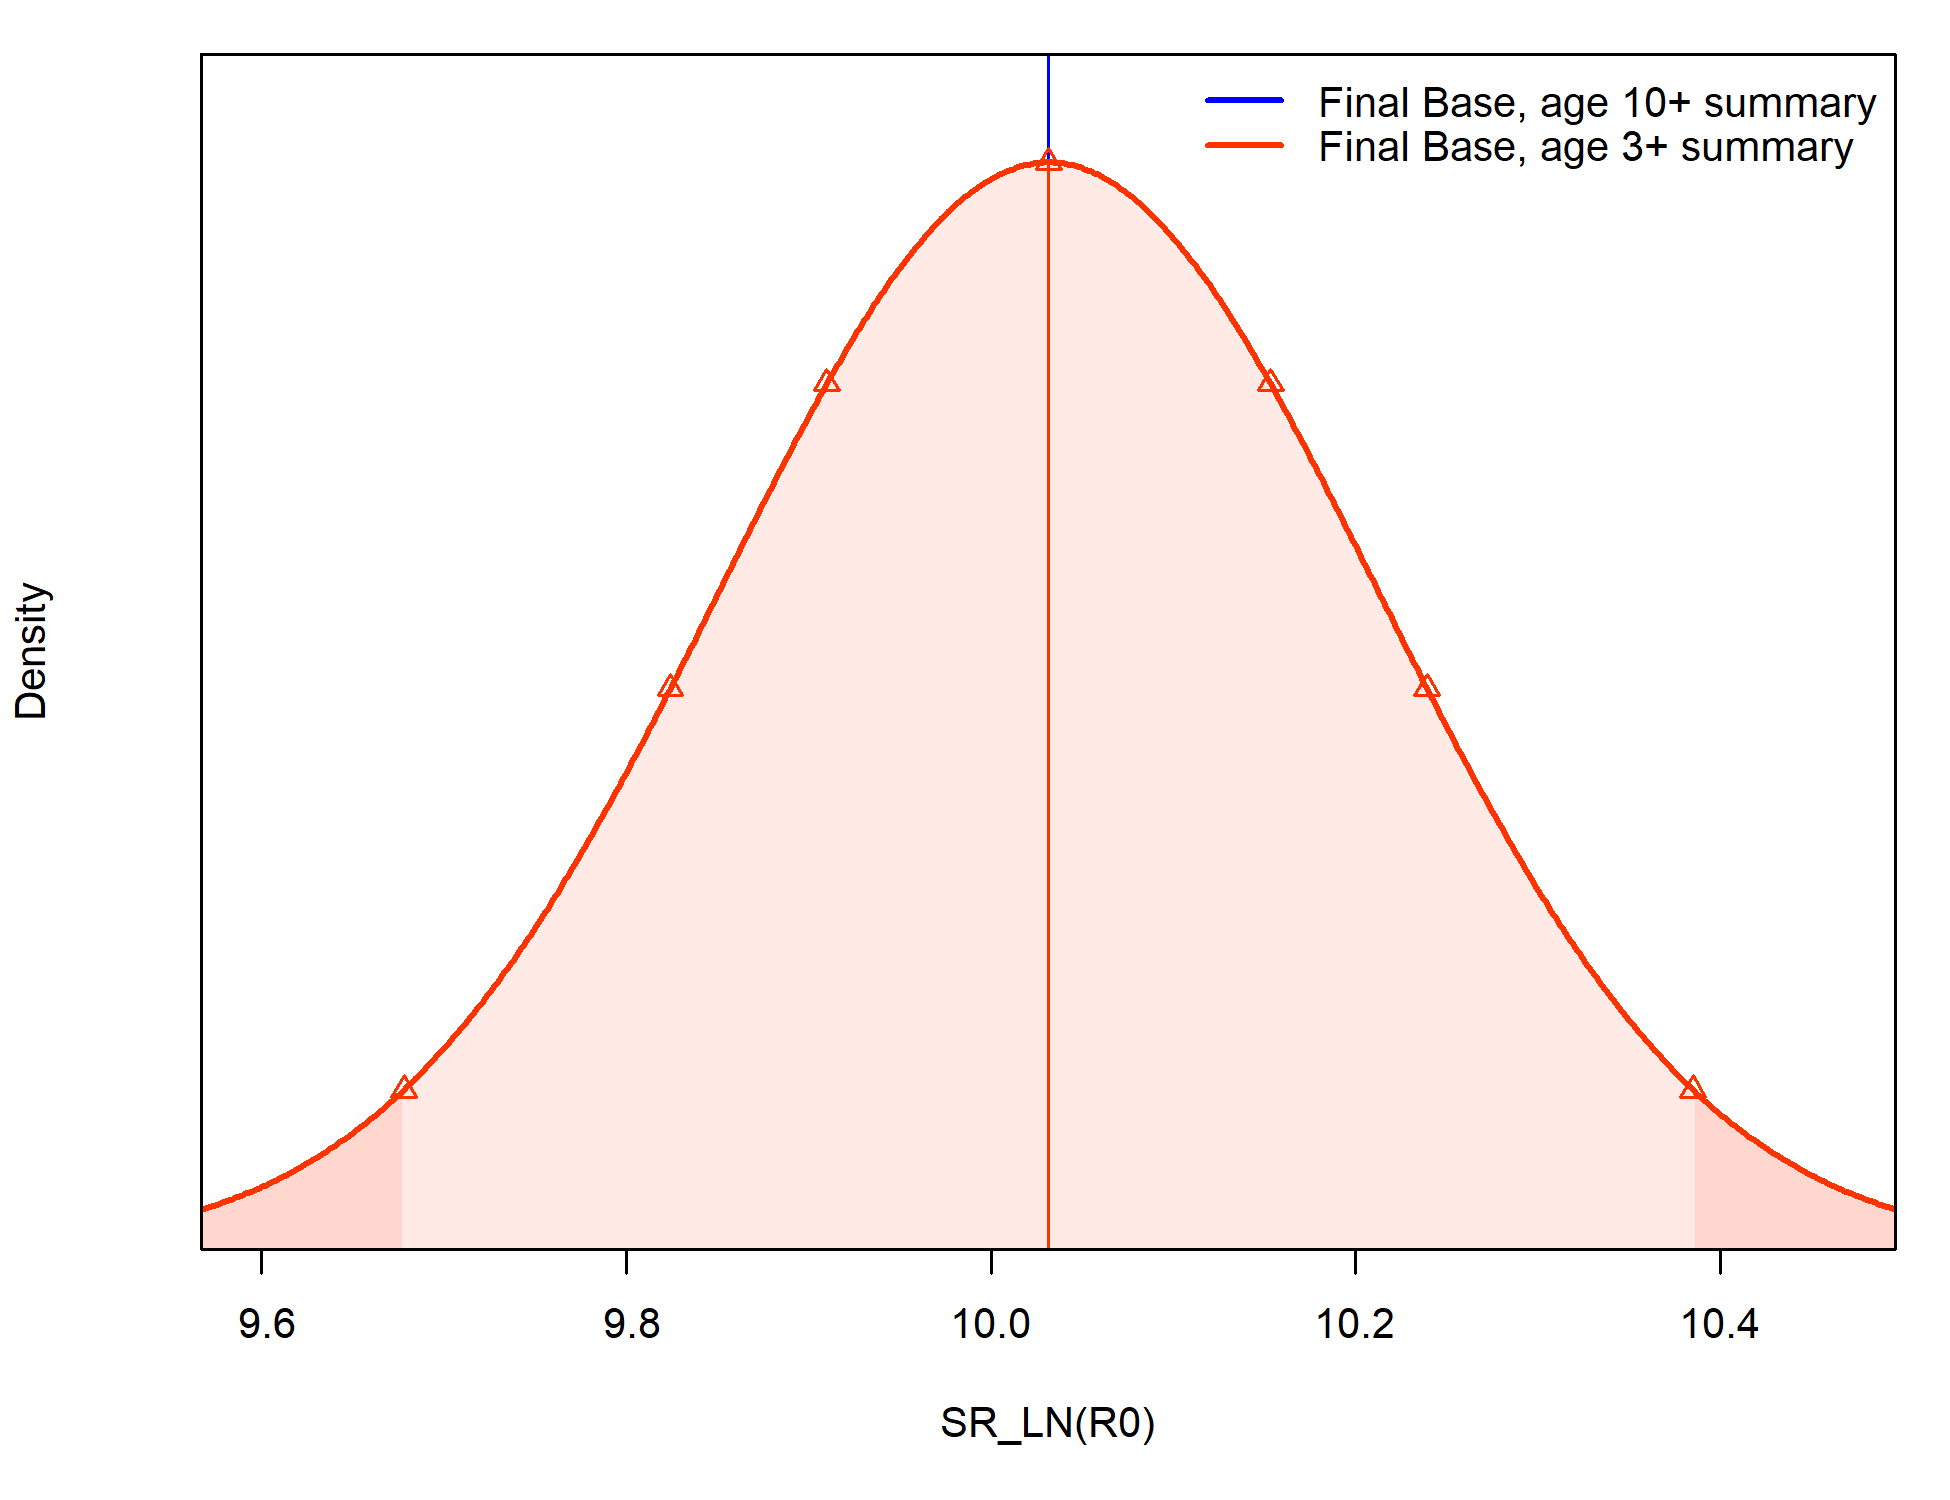 Final Base, age 10+ summary
Final Base, age 3+ summary
Density
9.6 9.8 10.0 10.2 10.4
SR_LN(R0)